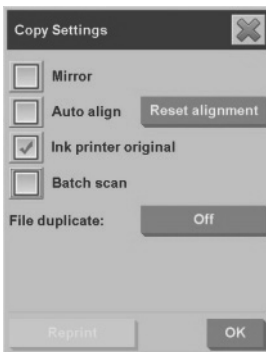 Copy Settings
Mirror
Auto align Reset alignment
Ink printer original
Batch scan
File duplicate: Off
Reprint OK